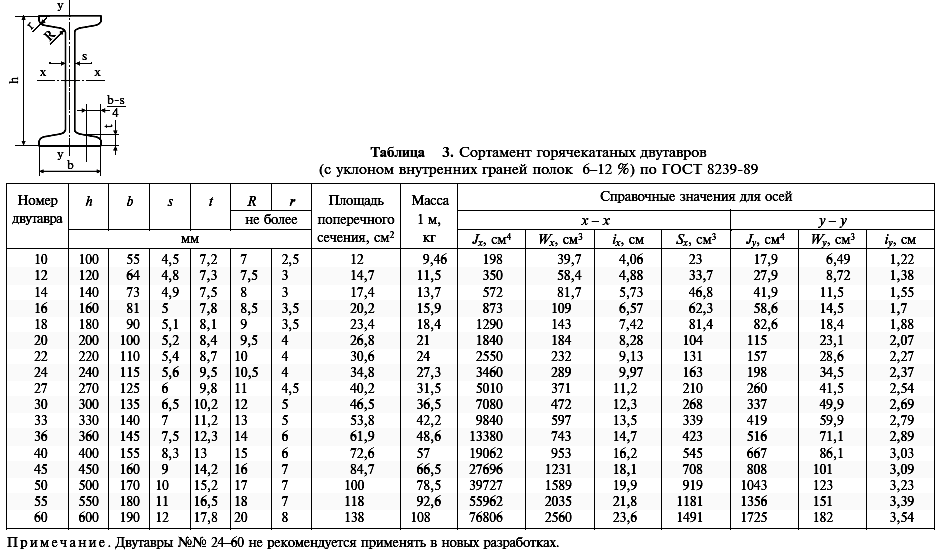 y
r
R
s
x x
h
b-s
4
t
y
b
Таблица 3. Сортамент горячекатаных двутавров
(с уклоном внутренних граней полок 6–12 %) по ГОСТ 8239-89
Номер двутавра h b s t R r Площадь поперечного сечения, см² Масса 1 м, кг Справочные значения для осей
не более x – x y – y
мм Jx, см⁴ Wx, см³ ix, см Sx, см³ Jy, см⁴ Wy, см³ iy, см
10 100 55 4,5 7,2 7 2,5 12 9,46 198 39,7 4,06 23 17,9 6,49 1,22
12 120 64 4,8 7,3 7,5 3 14,7 11,5 350 58,4 4,88 33,7 27,9 8,72 1,38
14 140 73 4,9 7,5 8 3 17,4 13,7 572 81,7 5,73 46,8 41,9 11,5 1,55
16 160 81 5 7,8 8,5 3,5 20,2 15,9 873 109 6,57 62,3 58,6 14,5 1,7
18 180 90 5,1 8,1 9 3,5 23,4 18,4 1290 143 7,42 81,4 82,6 18,4 1,88
20 200 100 5,2 8,4 9,5 4 26,8 21 1840 184 8,28 104 115 23,1 2,07
22 220 110 5,4 8,7 10 4 30,6 24 2550 232 9,13 131 157 28,6 2,27
24 240 115 5,6 9,5 10,5 4 34,8 27,3 3460 289 9,97 163 198 34,5 2,37
27 270 125 6 9,8 11 4,5 40,2 31,5 5010 371 11,2 210 260 41,5 2,54
30 300 135 6,5 10,2 12 5 46,5 36,5 7080 472 12,3 268 337 49,9 2,69
33 330 140 7 11,2 13 5 53,8 42,2 9840 597 13,5 339 419 59,9 2,79
36 360 145 7,5 12,3 14 6 61,9 48,6 13380 743 14,7 423 516 71,1 2,89
40 400 155 8,3 13 15 6 72,6 57 19062 953 16,2 545 667 86,1 3,03
45 450 160 9 14,2 16 7 84,7 66,5 27696 1231 18,1 708 808 101 3,09
50 500 170 10 15,2 17 7 100 78,5 39727 1589 19,9 919 1043 123 3,23
55 550 180 11 16,5 18 7 118 92,6 55962 2035 21,8 1181 1356 151 3,39
60 600 190 12 17,8 20 8 138 108 76806 2560 23,6 1491 1725 182 3,54
Примечание. Двутавры №№ 24–60 не рекомендуется применять в новых разработках.